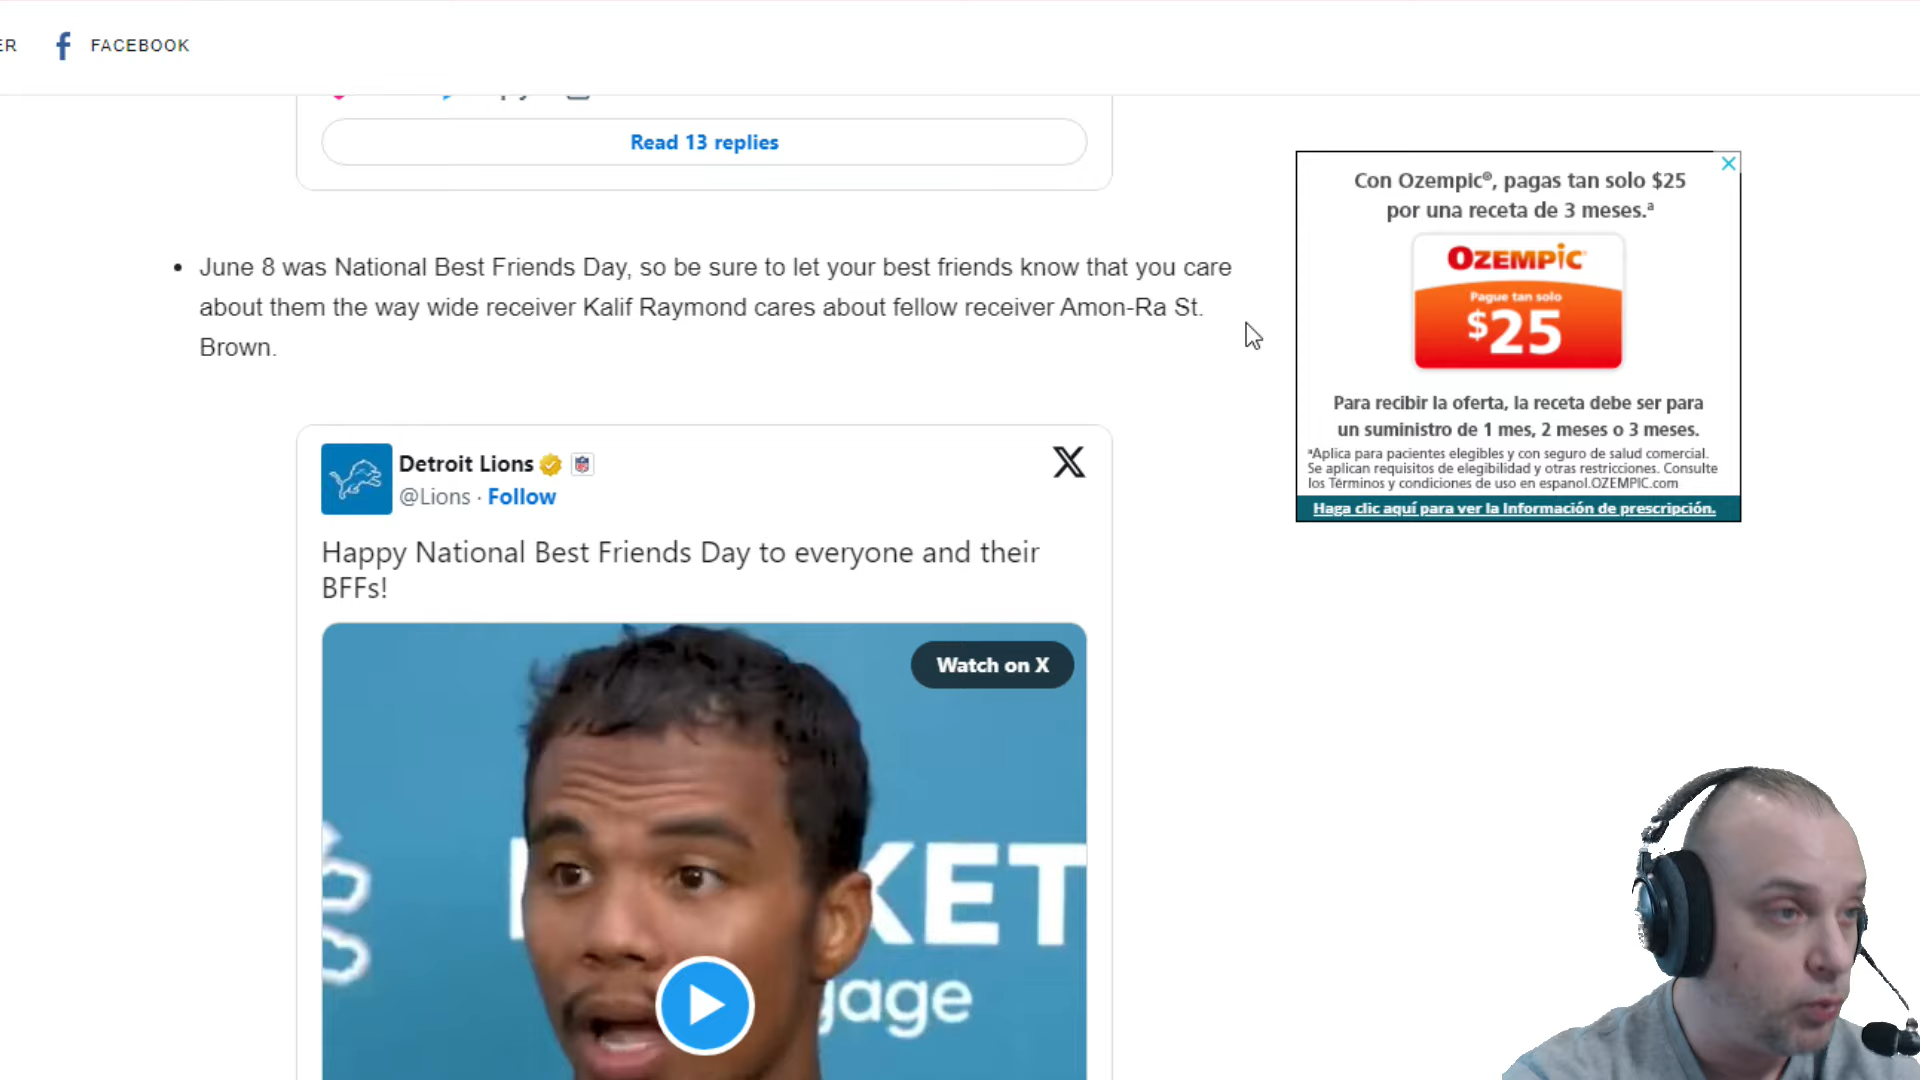 ER FACEBOOK
Read 13 replies
• June 8 was National Best Friends Day, so be sure to let your best friends know that you care
about them the way wide receiver Kalif Raymond cares about fellow receiver Amon-Ra St.
Brown.
Detroit Lions
@Lions · Follow
Happy National Best Friends Day to everyone and their
BFFs!
Watch on X
KET
gage
Con Ozempic®, pagas tan solo $25
por una receta de 3 meses.ª
OZEMPIC
Pague tan solo
$25
Para recibir la oferta, la receta debe ser para
un suministro de 1 mes, 2 meses o 3 meses.
ªAplica para pacientes elegibles y con seguro de salud comercial.
Se aplican requisitos de elegibilidad y otras restricciones. Consulte
los Términos y condiciones de uso en espanol.OZEMPIC.com
Haga clic aquí para ver la Información de prescripción.